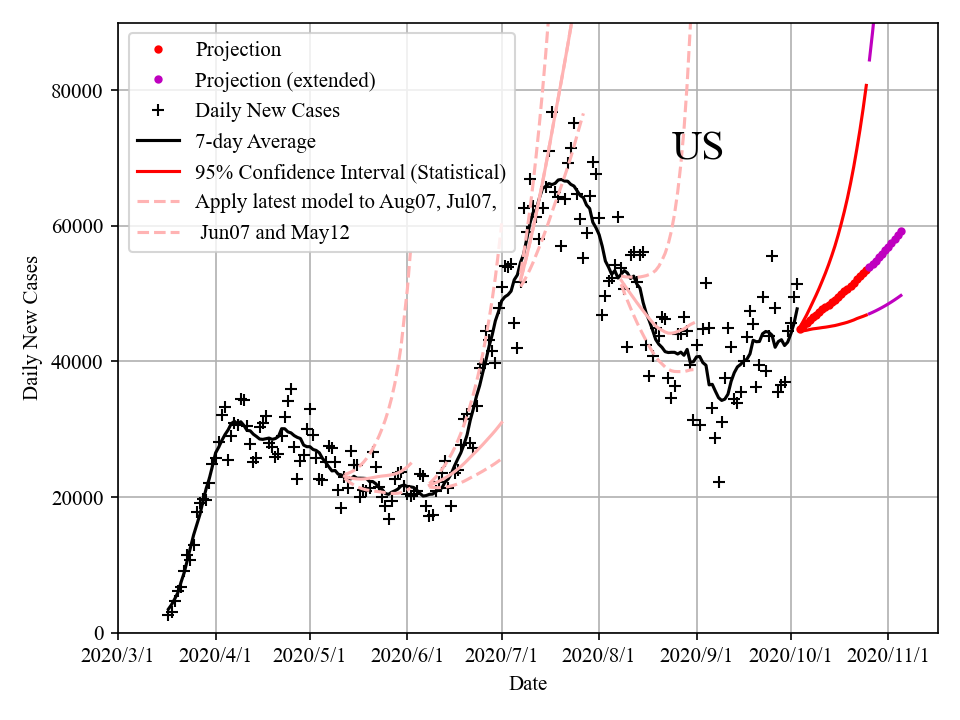 Projection
Projection (extended)
Daily New Cases
7-day Average
95% Confidence Interval (Statistical)
Apply latest model to Aug07, Jul07,
Jun07 and May12
US
80000
60000
40000
20000
0
Daily New Cases
2020/3/1 2020/4/1 2020/5/1 2020/6/1 2020/7/1 2020/8/1 2020/9/1 2020/10/1 2020/11/1
Date